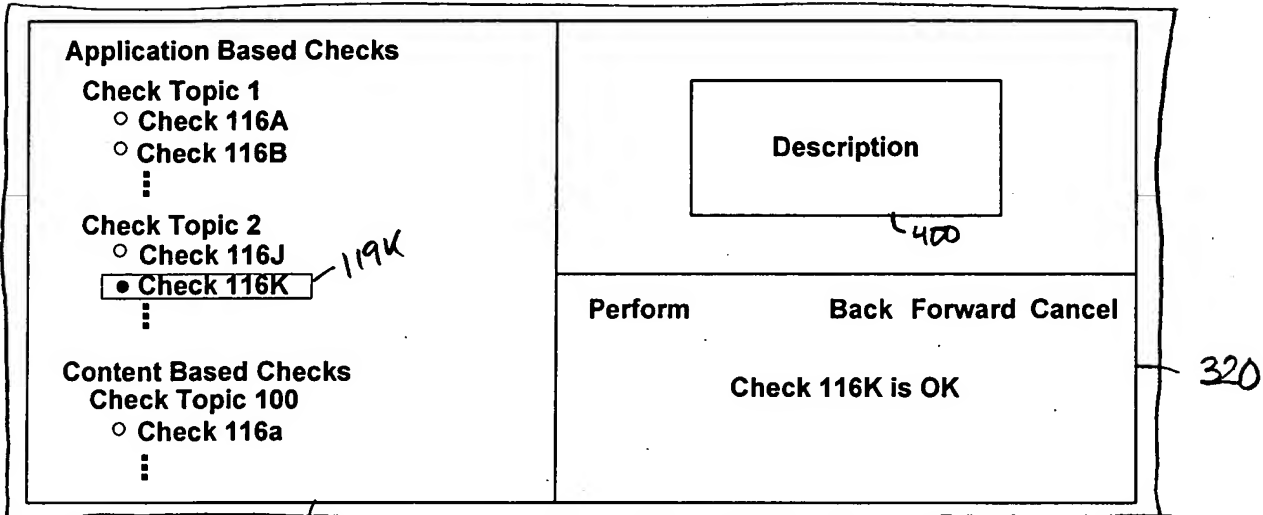 Application Based Checks
Check Topic 1
Check 116A
Check 116B
Check Topic 2
Check 116J
Check 116K
119K
Content Based Checks
Check Topic 100
Check 116a
Description
400
Perform Back Forward Cancel
Check 116K is OK
320